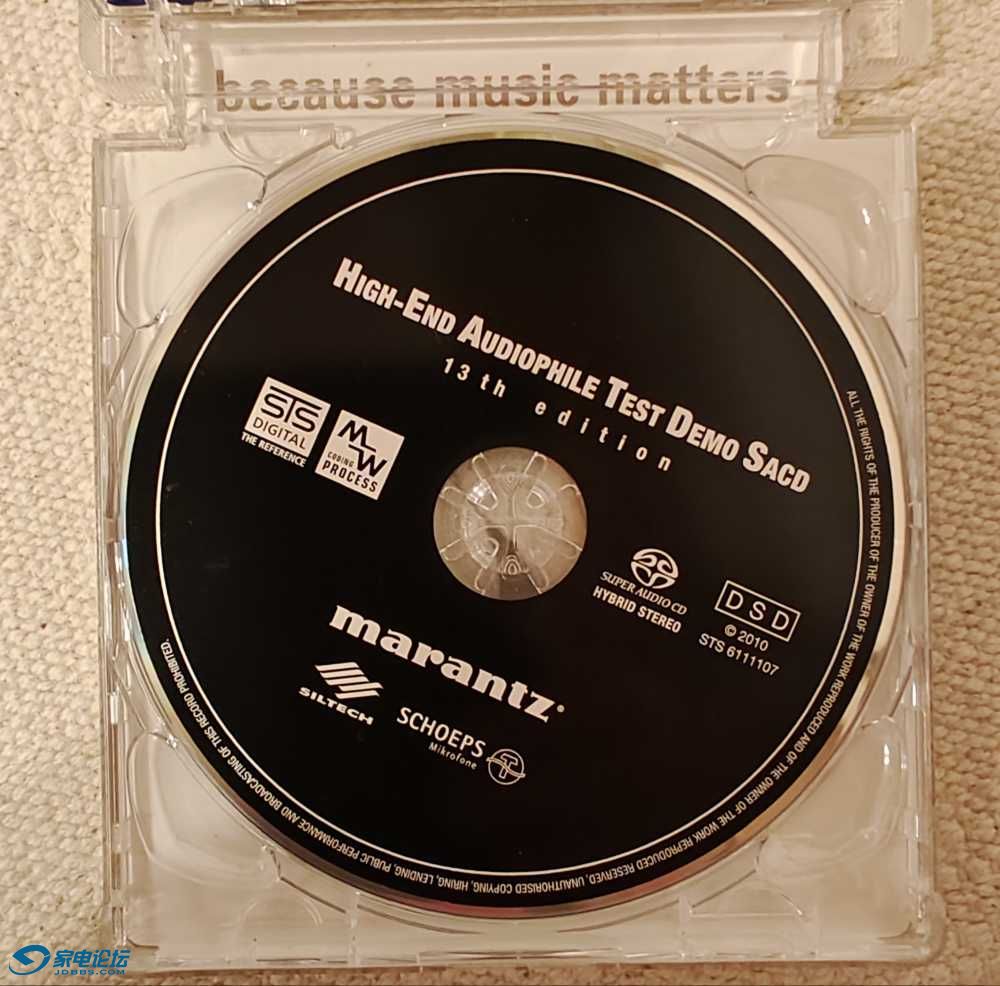 because music matters
HIGH-END AUDIOPHILE TEST DEMO SACD
13th edition
STS
DIGITAL
THE REFERENCE
MW
CODING
PROCESS
SUPER AUDIO CD
HYBRID STEREO
DSD
© 2010
STS 6111107
marantz
SILTECH
SCHOEPS
Mikrofone
ALL THE RIGHTS OF THE PRODUCER OF THE OWNER OF THE WORK REPRODUCED AND OF THE OWNER OF THE WORK REPRODUCED RESERVED. UNAUTHORISED COPYING, HIRING, LENDING, PUBLIC PERFORMANCE AND BROADCASTING OF THIS RECORD PROHIBITED.
家电论坛
JDBBS.COM